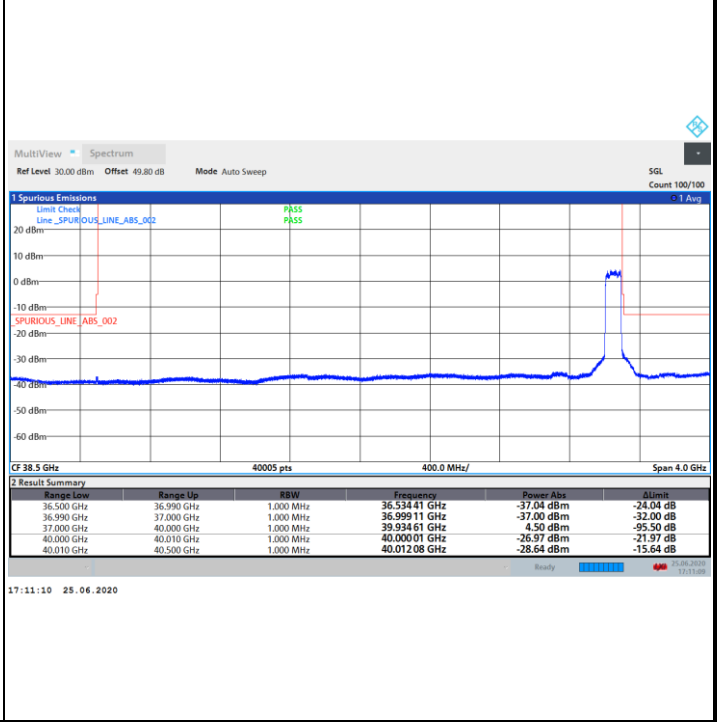 MultiView Spectrum
Ref Level 30.00 dBm Offset 49.80 dB Mode Auto Sweep SGL
Count 100/100
1 Spurious Emissions 1 Avg
Limit Check PASS
Line _SPURIOUS_LINE_ABS_002 PASS
20 dBm
10 dBm
0 dBm
-10 dBm
_SPURIOUS_LINE_ABS_002
-20 dBm
-30 dBm
-40 dBm
-50 dBm
-60 dBm
CF 38.5 GHz 40005 pts 400.0 MHz/ Span 4.0 GHz
2 Result Summary
Range Low Range Up RBW Frequency Power Abs ΔLimit
36.500 GHz 36.990 GHz 1.000 MHz 36.534 41 GHz -37.04 dBm -24.04 dB
36.990 GHz 37.000 GHz 1.000 MHz 36.999 11 GHz -37.00 dBm -32.00 dB
37.000 GHz 40.000 GHz 1.000 MHz 39.934 61 GHz 4.50 dBm -95.50 dB
40.000 GHz 40.010 GHz 1.000 MHz 40.000 01 GHz -26.97 dBm -21.97 dB
40.010 GHz 40.500 GHz 1.000 MHz 40.012 08 GHz -28.64 dBm -15.64 dB
Ready 25.06.2020
17:11:09
17:11:10 25.06.2020